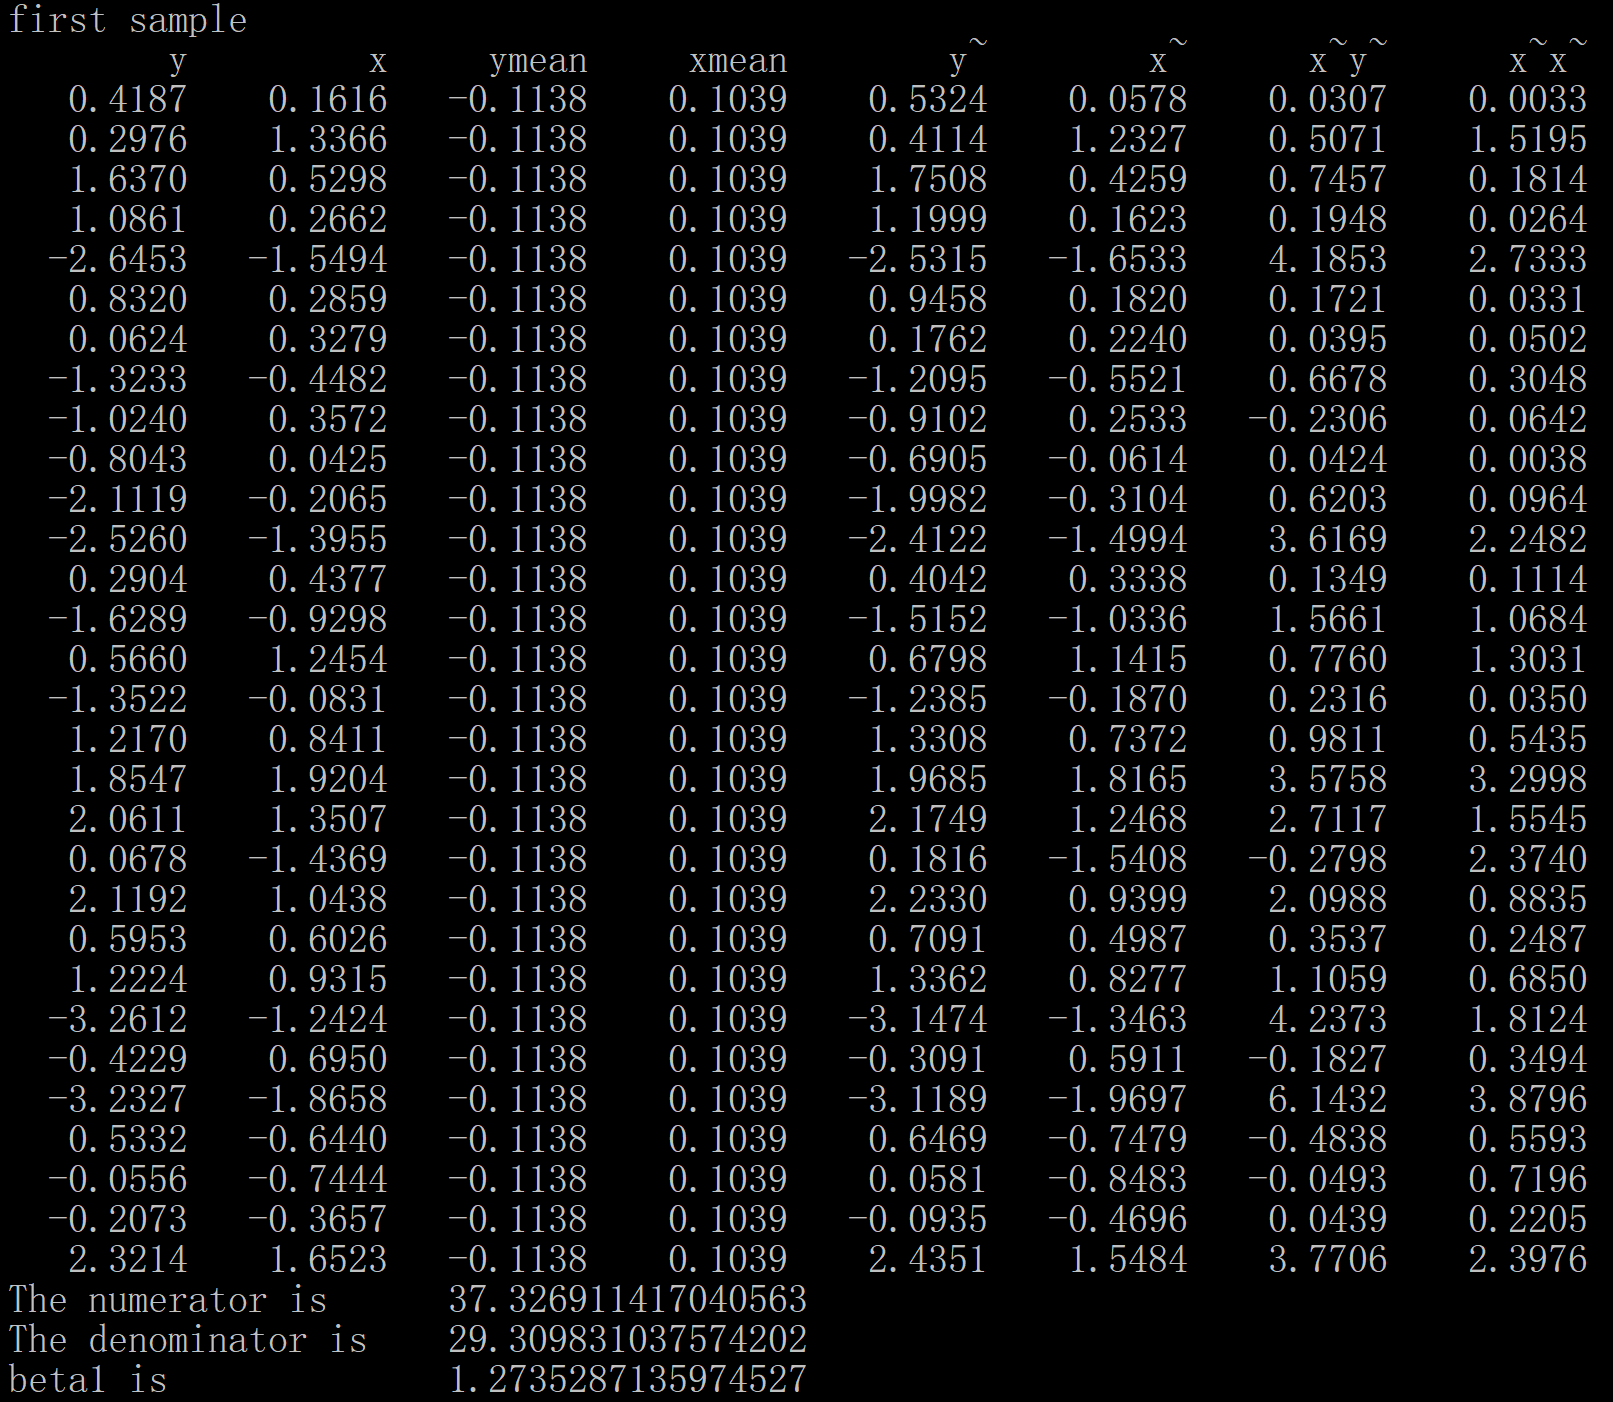 first sample
y x ymean xmean y~ x~ x~y~ x~x~
0.4187 0.1616 -0.1138 0.1039 0.5324 0.0578 0.0307 0.0033
0.2976 1.3366 -0.1138 0.1039 0.4114 1.2327 0.5071 1.5195
1.6370 0.5298 -0.1138 0.1039 1.7508 0.4259 0.7457 0.1814
1.0861 0.2662 -0.1138 0.1039 1.1999 0.1623 0.1948 0.0264
-2.6453 -1.5494 -0.1138 0.1039 -2.5315 -1.6533 4.1853 2.7333
0.8320 0.2859 -0.1138 0.1039 0.9458 0.1820 0.1721 0.0331
0.0624 0.3279 -0.1138 0.1039 0.1762 0.2240 0.0395 0.0502
-1.3233 -0.4482 -0.1138 0.1039 -1.2095 -0.5521 0.6678 0.3048
-1.0240 0.3572 -0.1138 0.1039 -0.9102 0.2533 -0.2306 0.0642
-0.8043 0.0425 -0.1138 0.1039 -0.6905 -0.0614 0.0424 0.0038
-2.1119 -0.2065 -0.1138 0.1039 -1.9982 -0.3104 0.6203 0.0964
-2.5260 -1.3955 -0.1138 0.1039 -2.4122 -1.4994 3.6169 2.2482
0.2904 0.4377 -0.1138 0.1039 0.4042 0.3338 0.1349 0.1114
-1.6289 -0.9298 -0.1138 0.1039 -1.5152 -1.0336 1.5661 1.0684
0.5660 1.2454 -0.1138 0.1039 0.6798 1.1415 0.7760 1.3031
-1.3522 -0.0831 -0.1138 0.1039 -1.2385 -0.1870 0.2316 0.0350
1.2170 0.8411 -0.1138 0.1039 1.3308 0.7372 0.9811 0.5435
1.8547 1.9204 -0.1138 0.1039 1.9685 1.8165 3.5758 3.2998
2.0611 1.3507 -0.1138 0.1039 2.1749 1.2468 2.7117 1.5545
0.0678 -1.4369 -0.1138 0.1039 0.1816 -1.5408 -0.2798 2.3740
2.1192 1.0438 -0.1138 0.1039 2.2330 0.9399 2.0988 0.8835
0.5953 0.6026 -0.1138 0.1039 0.7091 0.4987 0.3537 0.2487
1.2224 0.9315 -0.1138 0.1039 1.3362 0.8277 1.1059 0.6850
-3.2612 -1.2424 -0.1138 0.1039 -3.1474 -1.3463 4.2373 1.8124
-0.4229 0.6950 -0.1138 0.1039 -0.3091 0.5911 -0.1827 0.3494
-3.2327 -1.8658 -0.1138 0.1039 -3.1189 -1.9697 6.1432 3.8796
0.5332 -0.6440 -0.1138 0.1039 0.6469 -0.7479 -0.4838 0.5593
-0.0556 -0.7444 -0.1138 0.1039 0.0581 -0.8483 -0.0493 0.7196
-0.2073 -0.3657 -0.1138 0.1039 -0.0935 -0.4696 0.0439 0.2205
2.3214 1.6523 -0.1138 0.1039 2.4351 1.5484 3.7706 2.3976
The numerator is 37.326911417040563
The denominator is 29.309831037574202
beta1 is 1.2735287135974527